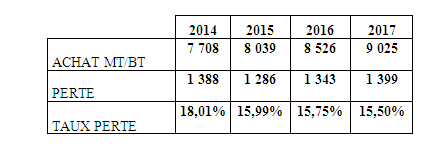 2014 2015 2016 2017
ACHAT MT/BT 7 708 8 039 8 526 9 025
PERTE 1 388 1 286 1 343 1 399
TAUX PERTE 18,01% 15,99% 15,75% 15,50%